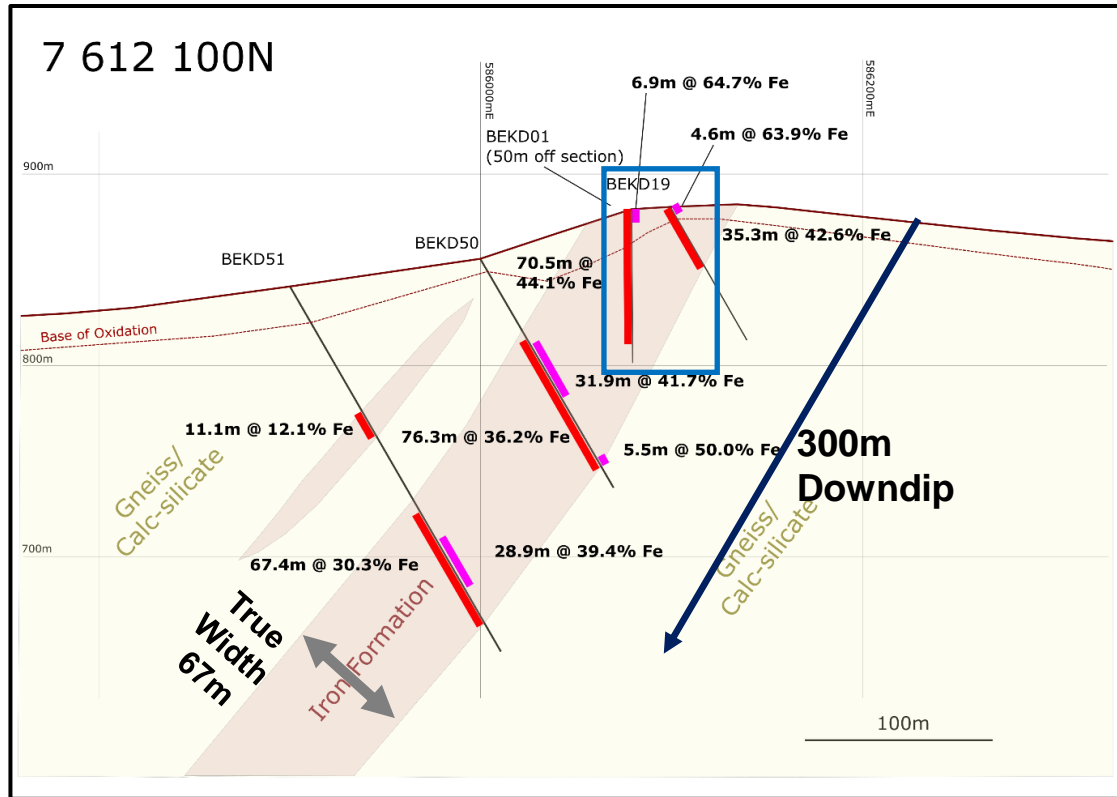 7 612 100N
586000mE
6.9m @ 64.7% Fe
586200mE
4.6m @ 63.9% Fe
BEKD01
(50m off section)
900m
BEKD19
BEKD50
35.3m @ 42.6% Fe
BEKD51
70.5m @
44.1% Fe
Base of Oxidation
800m
31.9m @ 41.7% Fe
11.1m @ 12.1% Fe
76.3m @ 36.2% Fe
5.5m @ 50.0% Fe
300m
Downdip
Gneiss/
Calc-silicate
Gneiss/
Calc-silicate
700m
67.4m @ 30.3% Fe
28.9m @ 39.4% Fe
True
Width
67m
Iron Formation
100m